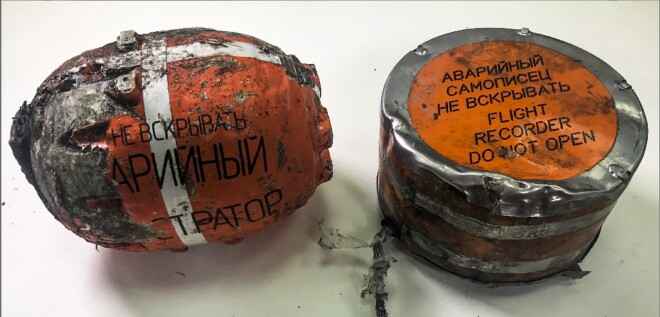 НЕ ВСКРЫВАТЬ
АРИЙНЫЙ
ТРАТОР
АВАРИЙНЫЙ
САМОПИСЕЦ
НЕ ВСКРЫВАТЬ
FLIGHT
RECORDER
DO NOT OPEN